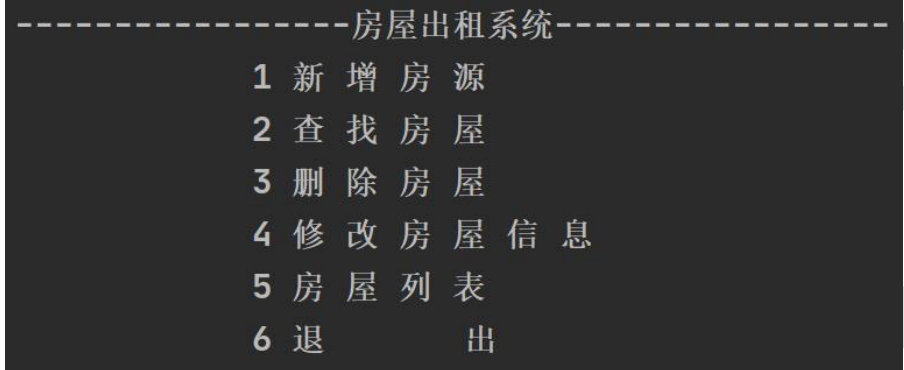 -----------------房屋出租系统-----------------
1 新 增 房 源
2 查 找 房 屋
3 删 除 房 屋
4 修 改 房 屋 信 息
5 房 屋 列 表
6 退      出